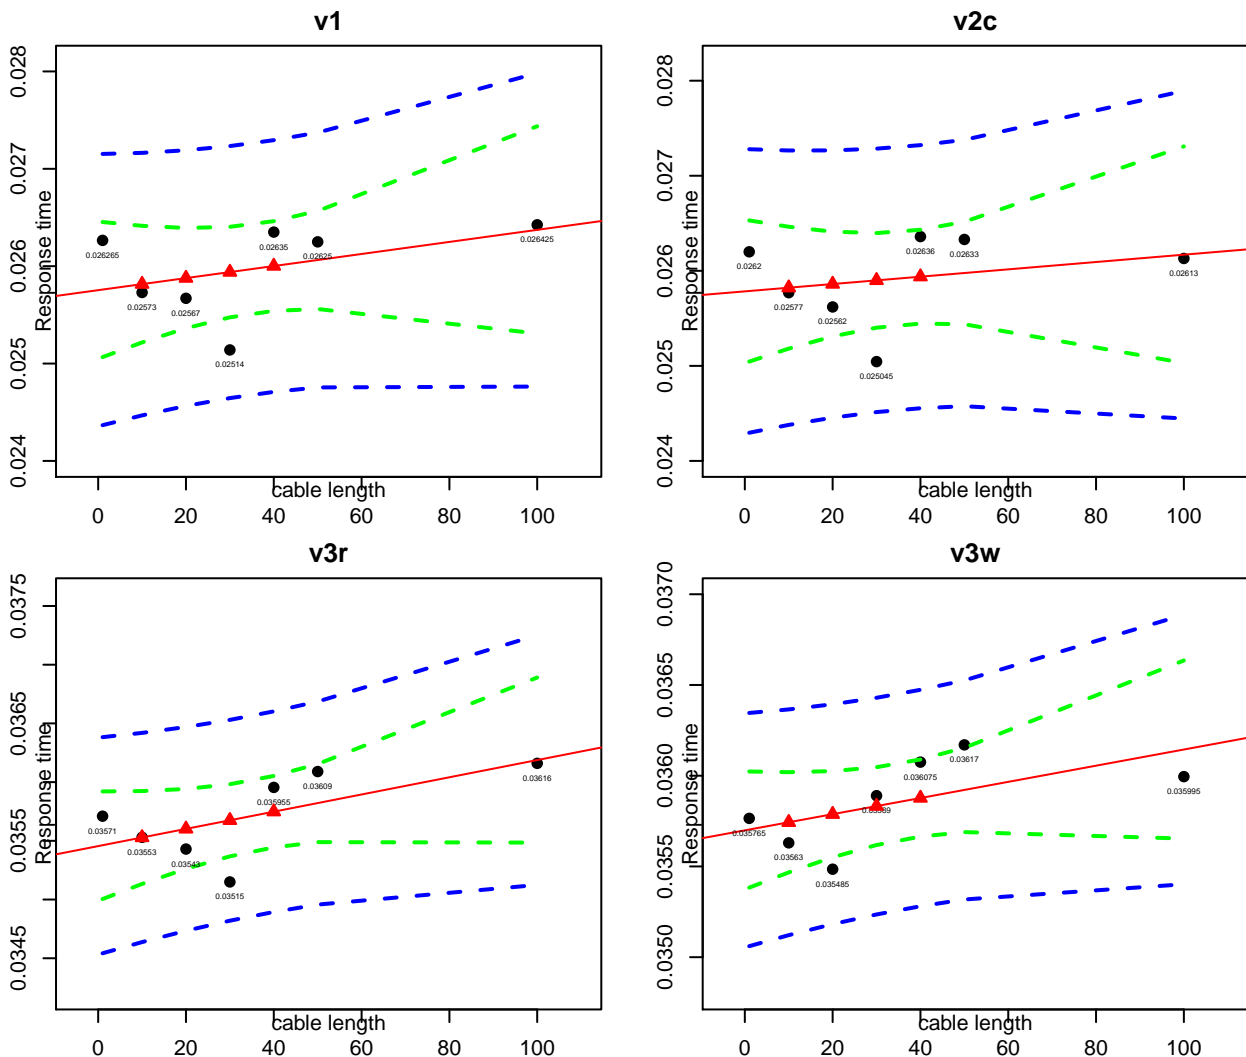 v1
0.028
0.027
0.026
0.025
0.024
Response time
0.026265
0.02573
0.02567
0.02514
0.02635
0.02625
0.026425
cable length
0 20 40 60 80 100
v2c
0.028
0.027
0.026
0.025
0.024
Response time
0.0262
0.02577
0.02562
0.025045
0.02636
0.02633
0.02613
cable length
0 20 40 60 80 100
v3r
0.0375
0.0365
0.0355
0.0345
Response time
0.03571
0.03553
0.03543
0.03515
0.035955
0.03609
0.03616
cable length
0 20 40 60 80 100
v3w
0.0370
0.0365
0.0360
0.0355
0.0350
Response time
0.035765
0.03563
0.035485
0.03589
0.036075
0.03617
0.035995
cable length
0 20 40 60 80 100